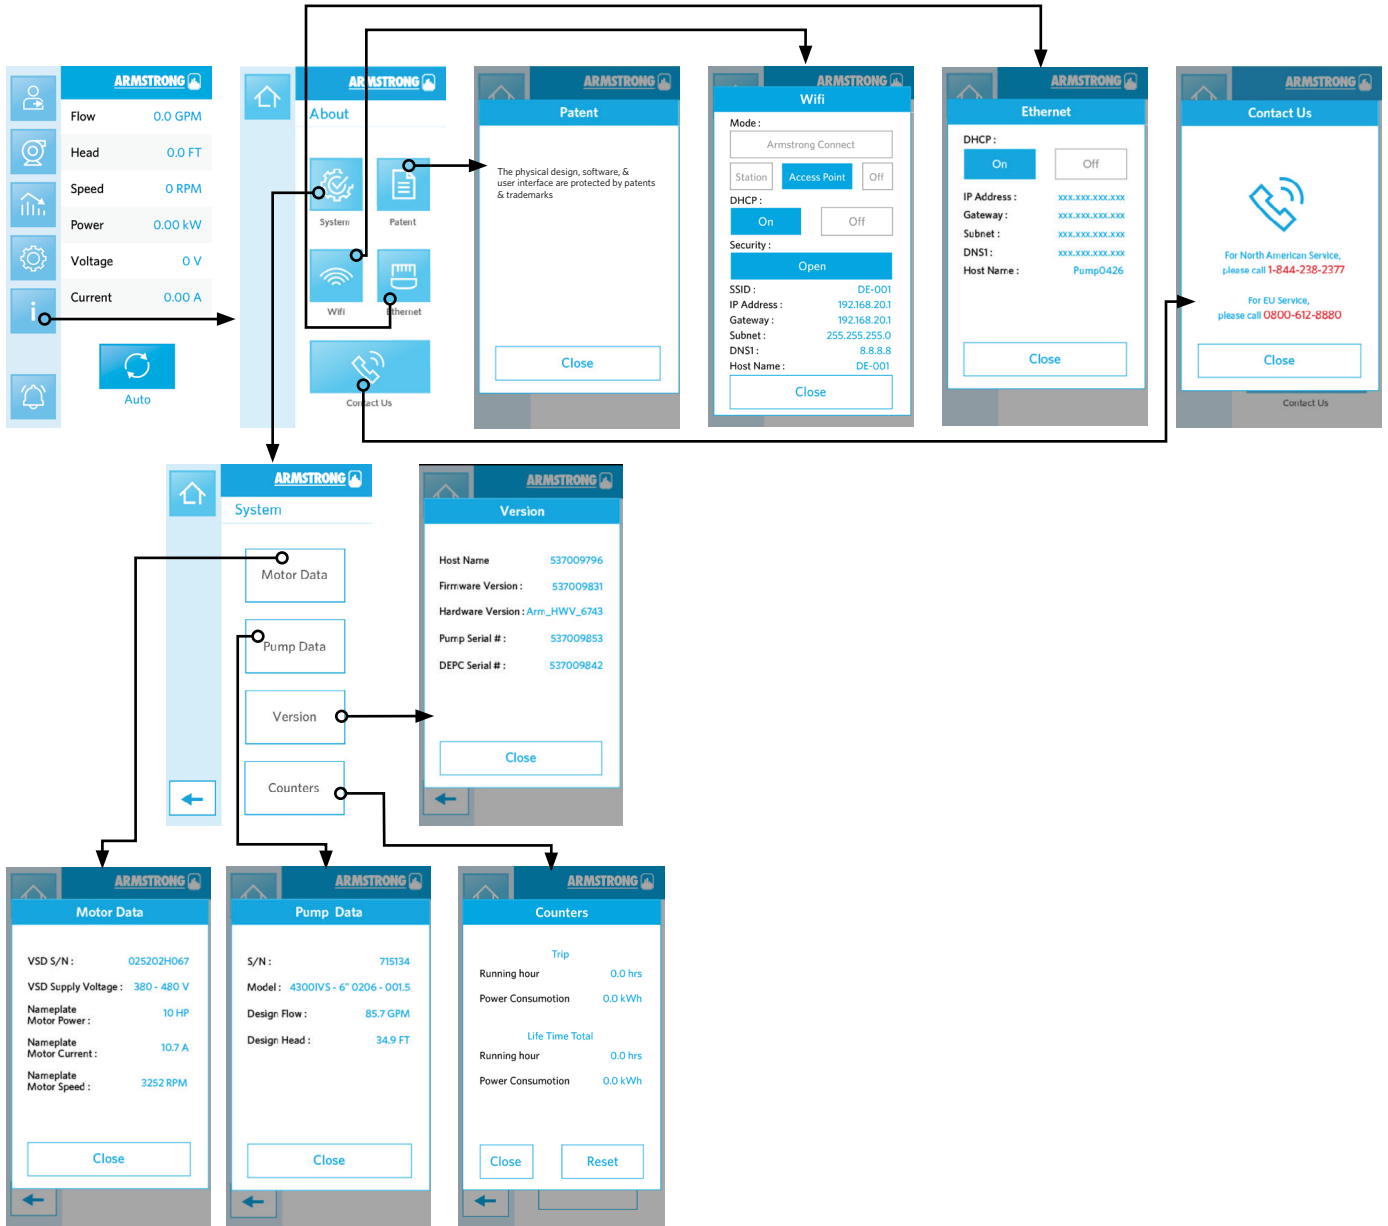 ARMSTRONG
Flow 0.0 GPM
Head 0.0 FT
Speed 0 RPM
Power 0.00 kW
Voltage 0 V
Current 0.00 A
Auto
ARMSTRONG
About
System Patent
Wifi Ethernet
Contact Us
ARMSTRONG
Patent
The physical design, software, &
user interface are protected by patents
& trademarks
Close
ARMSTRONG
Wifi
Mode :
Armstrong Connect
Station Access Point Off
DHCP :
On Off
Security :
Open
SSID : DE-001
IP Address : 192.168.20.1
Gateway : 192.168.20.1
Subnet : 255.255.255.0
DNS1 : 8.8.8.8
Host Name : DE-001
Close
ARMSTRONG
Ethernet
DHCP :
On Off
IP Address : xxx.xxx.xxx.xxx
Gateway : xxx.xxx.xxx.xxx
Subnet : xxx.xxx.xxx.xxx
DNS1: xxx.xxx.xxx.xxx
Host Name : Pump0426
Close
ARMSTRONG
Contact Us
For North American Service,
please call 1-844-238-2377
For EU Service,
please call 0800-612-8880
Close
Contact Us
ARMSTRONG
System
Motor Data
Pump Data
Version
Counters
ARMSTRONG
Version
Host Name 537009796
Firmware Version : 537009831
Hardware Version : Arm_HWV_6743
Pump Serial # : 537009853
DEPC Serial # : 537009842
Close
ARMSTRONG
Motor Data
VSD S/N : 025202H067
VSD Supply Voltage : 380 - 480 V
Nameplate
Motor Power : 10 HP
Nameplate
Motor Current : 10.7 A
Nameplate
Motor Speed : 3252 RPM
Close
ARMSTRONG
Pump Data
S/N : 715134
Model : 4300IVS - 6" 0206 - 001.5
Design Flow : 85.7 GPM
Design Head : 34.9 FT
Close
ARMSTRONG
Counters
Trip
Running hour 0.0 hrs
Power Consumotion 0.0 kWh
Life Time Total
Running hour 0.0 hrs
Power Consumotion 0.0 kWh
Close Reset